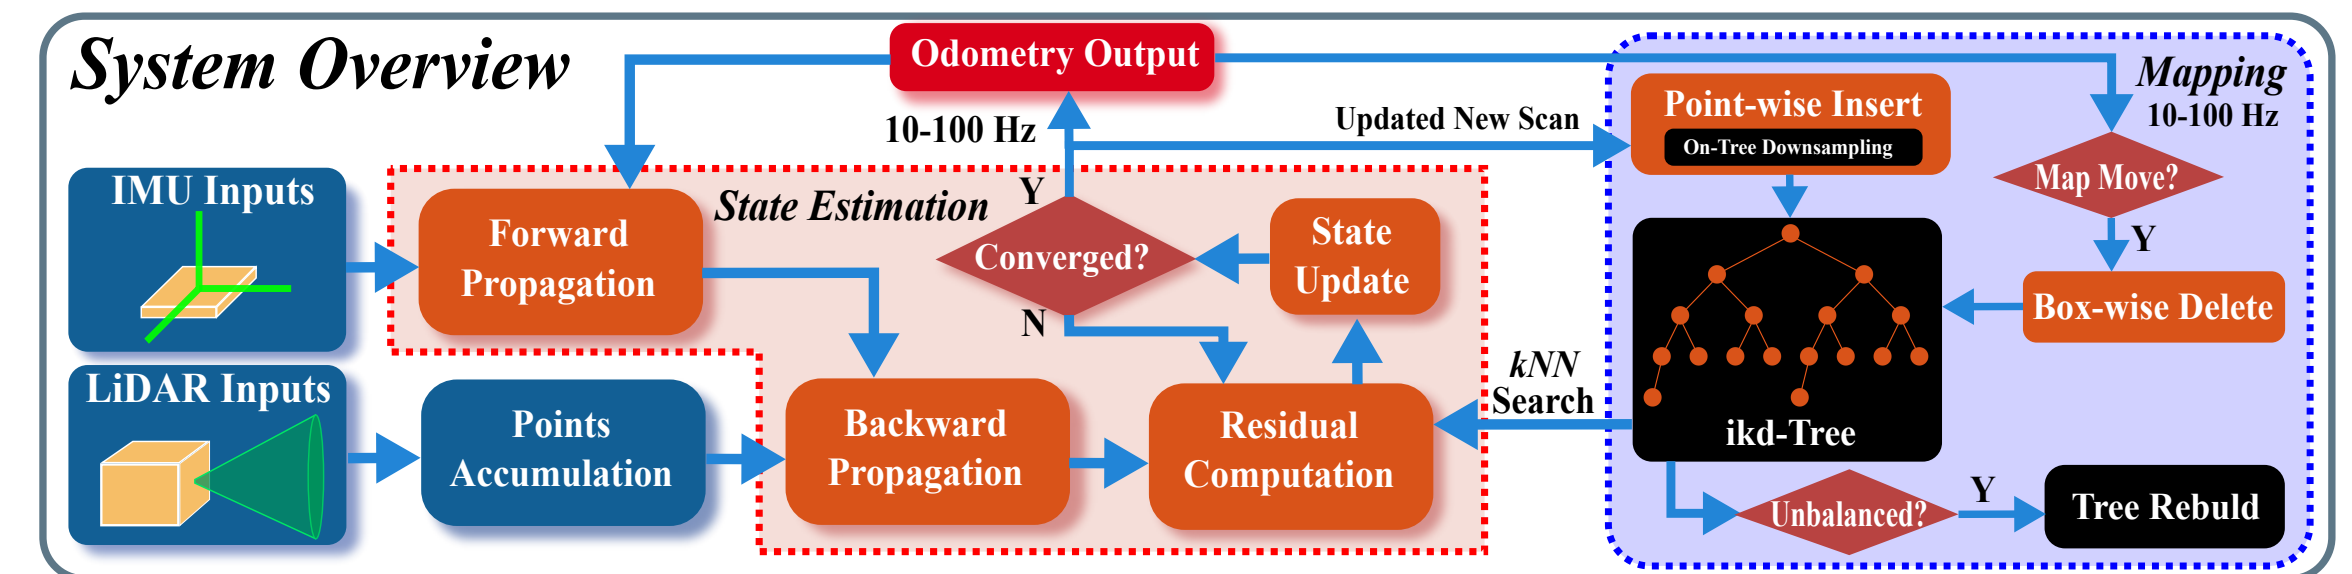 System Overview
Odometry Output
Mapping
10-100 Hz
Point-wise Insert
On-Tree Downsampling
Updated New Scan
10-100 Hz
Map Move?
Y
IMU Inputs
State Estimation
Y
Forward
Propagation
Converged?
N
State
Update
Box-wise Delete
kNN
Search
LiDAR Inputs
Points
Accumulation
Backward
Propagation
Residual
Computation
ikd-Tree
Unbalanced?
Y
Tree Rebuld